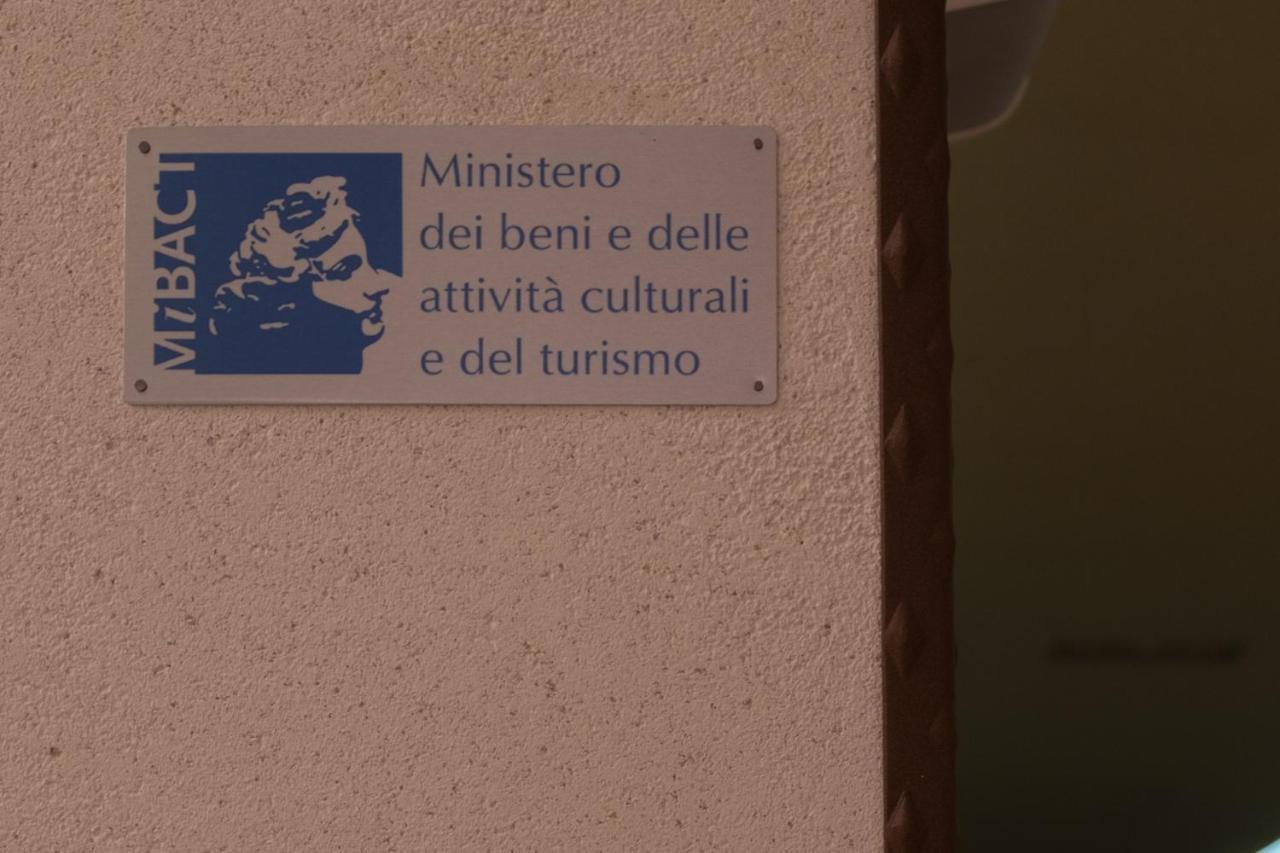 MiBACT
Ministero
dei beni e delle
attività culturali
e del turismo